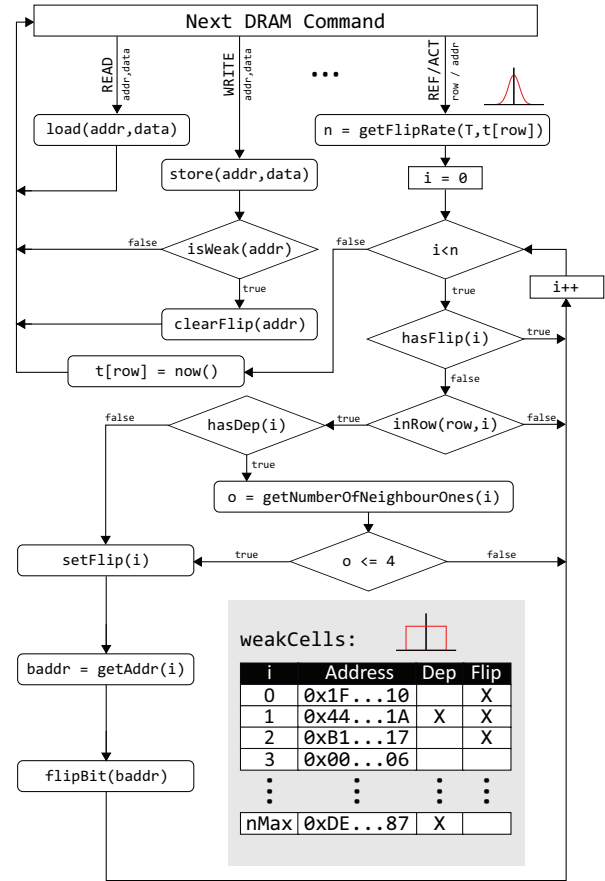 Next DRAM Command
READ
addr,data
WRITE
addr,data
...
REF/ACT
row / addr
load(addr,data)
n = getFlipRate(T,t[row])
store(addr,data)
i = 0
false
isWeak(addr)
false
i<n
true
true
i++
clearFlip(addr)
hasFlip(i)
true
t[row] = now()
false
false
hasDep(i)
true
inRow(row,i)
false
true
o = getNumberOfNeighbourOnes(i)
setFlip(i)
true
o <= 4
false
baddr = getAddr(i)
flipBit(baddr)
weakCells:
i Address Dep Flip
0 0x1F...10 X
1 0x44...1A X X
2 0xB1...17 X
3 0x00...06
nMax 0xDE...87 X